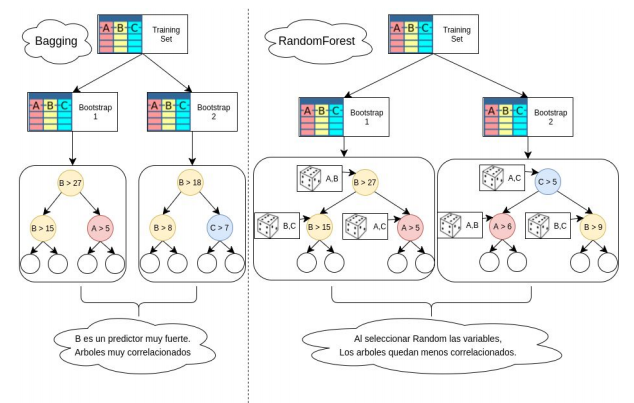 Bagging
A B C
Training
Set
A B C
Bootstrap
1
A B C
Bootstrap
2
B > 27
B > 15
A > 5
B > 18
B > 8
C > 7
B es un predictor muy fuerte.
Arboles muy correlacionados
RandomForest
A B C
Training
Set
A B C
Bootstrap
1
A B C
Bootstrap
2
A,B
B > 27
B,C
B > 15
A,C
A > 5
A,C
C > 5
A,B
A > 6
B,C
B > 9
Al seleccionar Random las variables,
Los arboles quedan menos correlacionados.